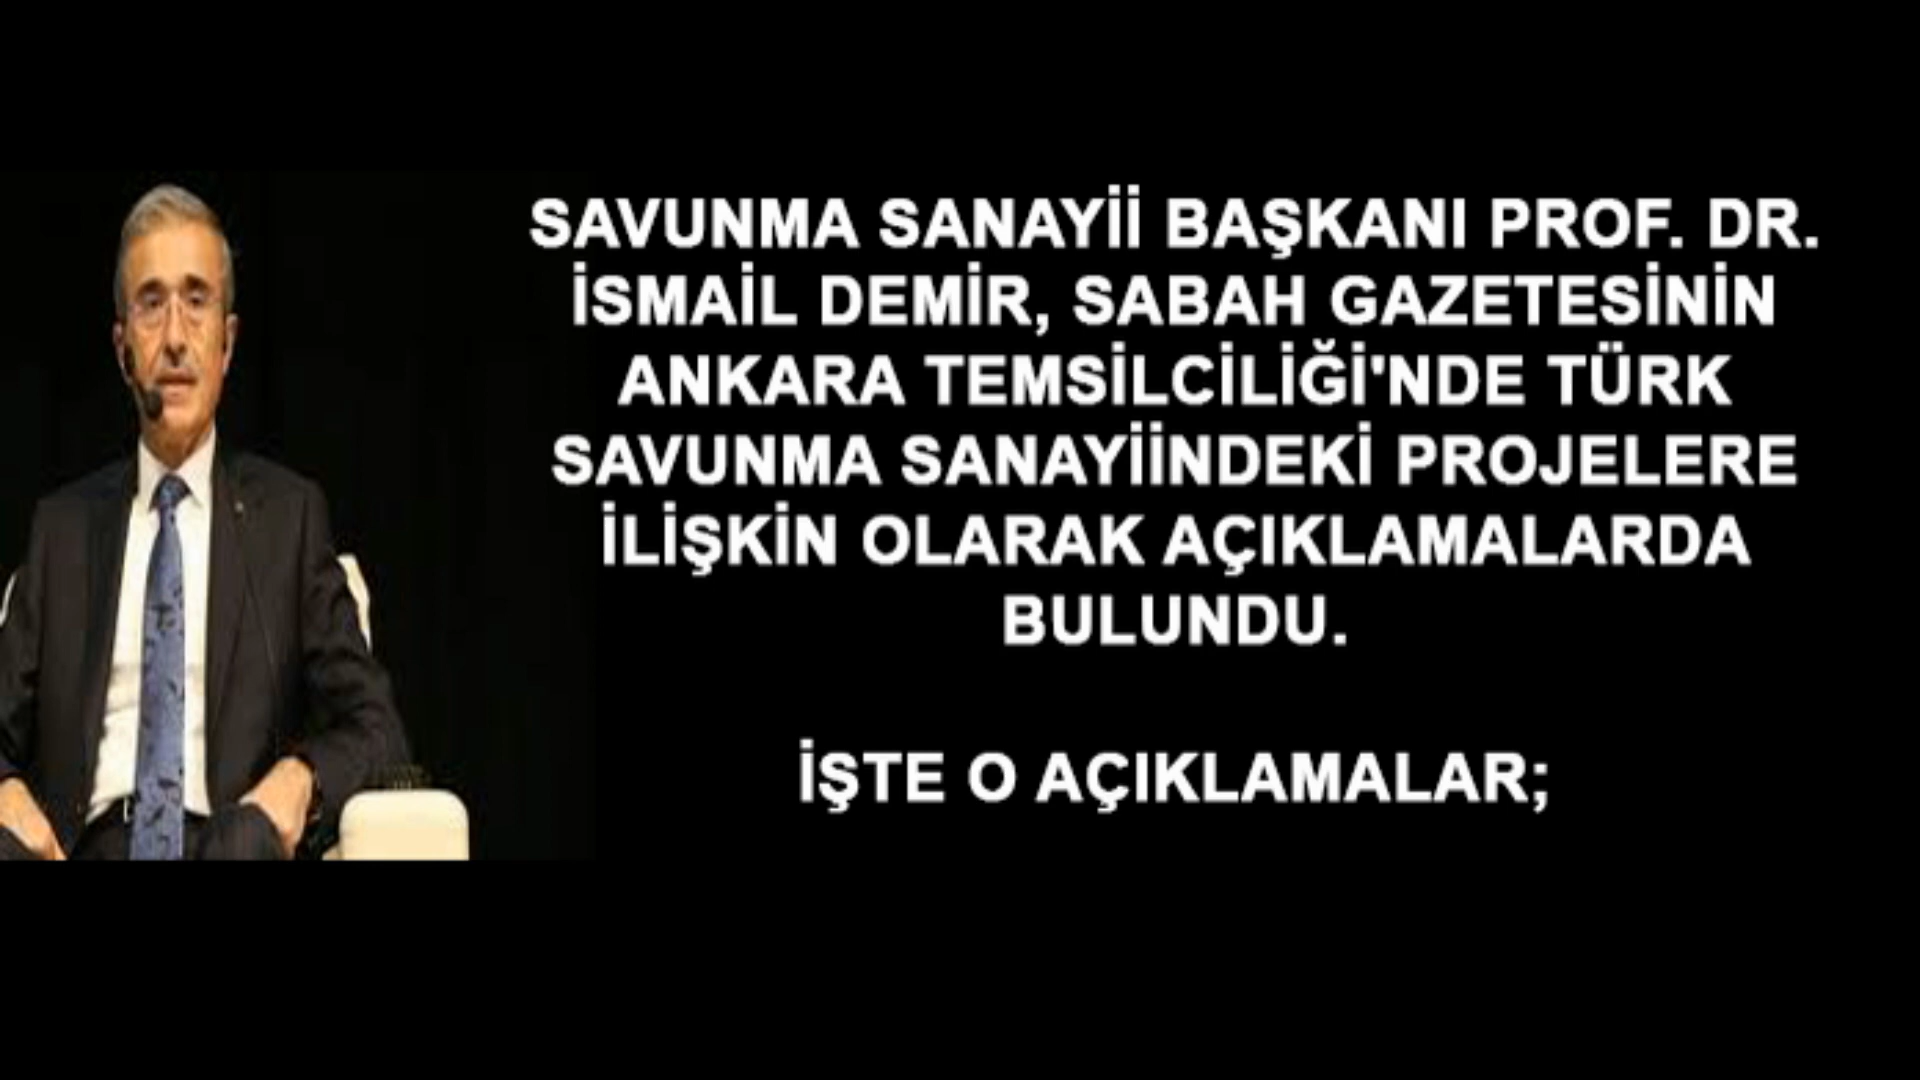 SAVUNMA SANAYİİ BAŞKANI PROF. DR.
İSMAİL DEMİR, SABAH GAZETESİNİN
ANKARA TEMSİLCİLİĞİ'NDE TÜRK
SAVUNMA SANAYİİNDEKİ PROJELERE
İLİŞKİN OLARAK AÇIKLAMALARDA
BULUNDU.
İŞTE O AÇIKLAMALAR;